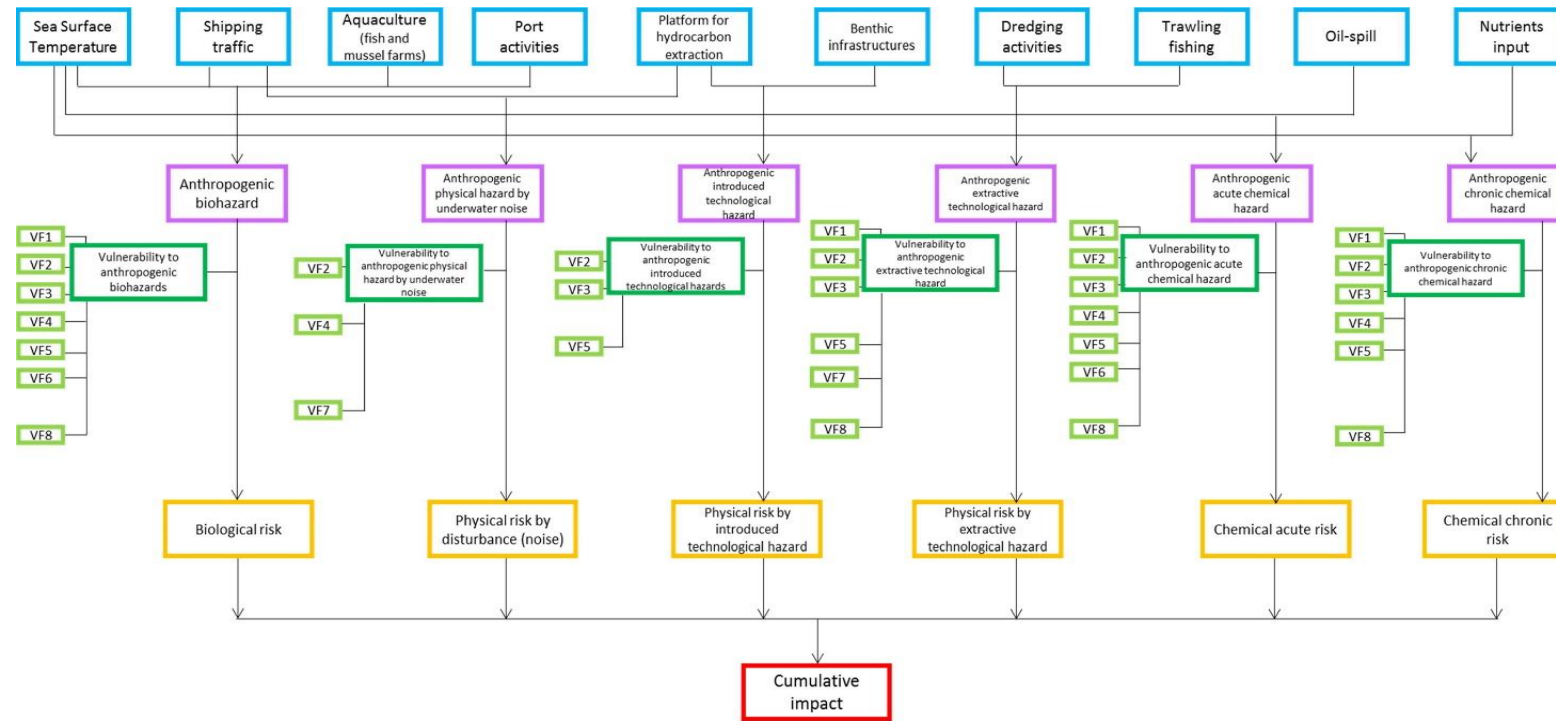 Sea Surface
Temperature
Shipping
traffic
Aquaculture
(fish and
mussel farms)
Port
activities
Platform for
hydrocarbon
extraction
Benthic
infrastructures
Dredging
activities
Trawling
fishing
Oil-spill
Nutrients
input
Anthropogenic
biohazard
Anthropogenic
physical hazard by
underwater noise
Anthropogenic
introduced
technological
hazard
Anthropogenic
extractive
technological hazard
Anthropogenic
acute chemical
hazard
Anthropogenic
chronic chemical
hazard
VF1
VF2
VF3
VF4
VF5
VF6
VF8
Vulnerability to
anthropogenic
biohazards
VF2
VF4
VF7
Vulnerability to
anthropogenic physical
hazard by underwater
noise
VF2
VF3
VF5
Vulnerability to
anthropogenic
introduced
technological hazards
VF1
VF2
VF3
VF5
VF7
VF8
Vulnerability to
anthropogenic
extractive technological
hazard
VF1
VF2
VF3
VF4
VF5
VF6
VF8
Vulnerability to
anthropogenic acute
chemical hazard
VF1
VF2
VF3
VF4
VF5
VF8
Vulnerability to
anthropogenic chronic
chemical hazard
Biological risk
Physical risk by
disturbance (noise)
Physical risk by
introduced
technological hazard
Physical risk by
extractive
technological hazard
Chemical acute risk
Chemical chronic
risk
Cumulative
impact